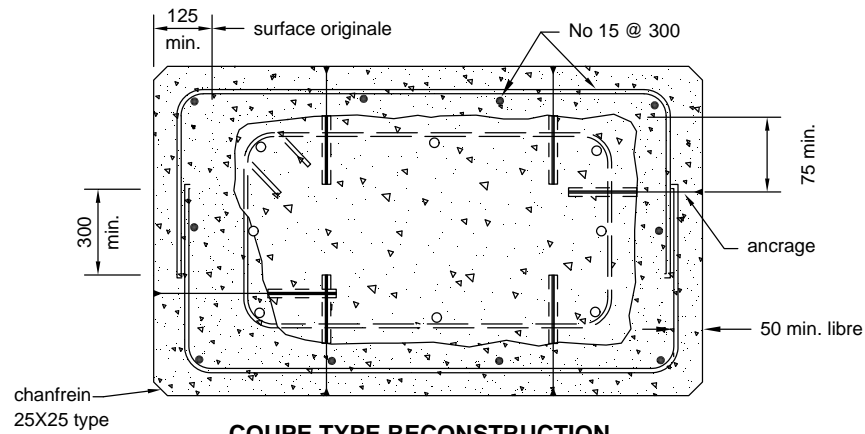 125
min.
surface originale
No 15 @ 300
75 min.
300
min.
ancrage
50 min. libre
chanfrein
25X25 type
COUPE TYPE RECONSTRUCTION